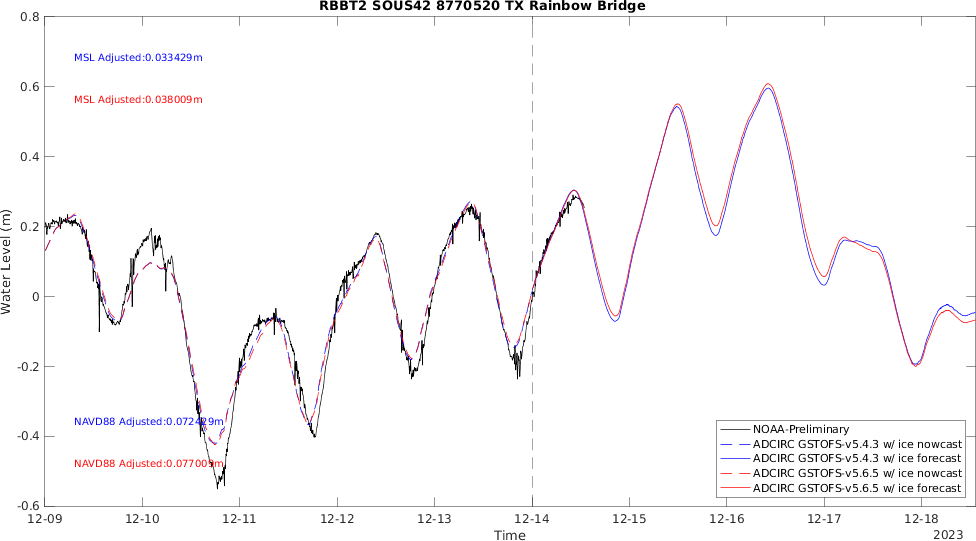 RBBT2 SOUS42 8770520 TX Rainbow Bridge
0.8
MSL Adjusted:0.033429m
0.6
MSL Adjusted:0.038009m
0.4
0.2
Water Level (m)
0
-0.2
-0.4
NAVD88 Adjusted:0.072429m
NAVD88 Adjusted:0.077009m
-0.6
NOAA-Preliminary
ADCIRC GSTOFS-v5.4.3 w/ ice nowcast
ADCIRC GSTOFS-v5.4.3 w/ ice forecast
ADCIRC GSTOFS-v5.6.5 w/ ice nowcast
ADCIRC GSTOFS-v5.6.5 w/ ice forecast
12-09 12-10 12-11 12-12 12-13 12-14 12-15 12-16 12-17 12-18
Time
2023